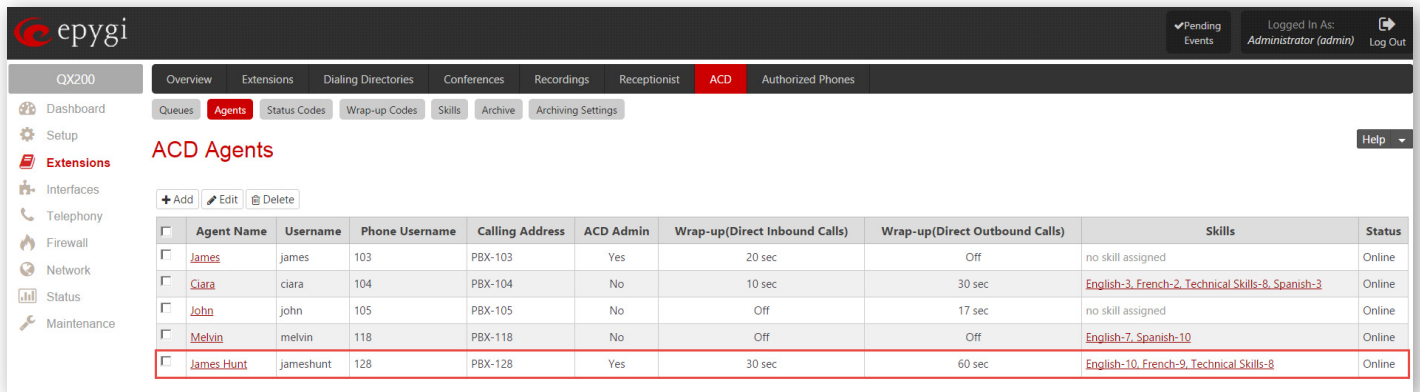 epygi
Pending Events
Logged In As:
Administrator (admin)
Log Out
QX200
Overview Extensions Dialing Directories Conferences Recordings Receptionist ACD Authorized Phones
Dashboard
Setup
Extensions
Interfaces
Telephony
Firewall
Network
Status
Maintenance
Queues Agents Status Codes Wrap-up Codes Skills Archive Archiving Settings
Help
ACD Agents
Add Edit Delete
Agent Name Username Phone Username Calling Address ACD Admin Wrap-up(Direct Inbound Calls) Wrap-up(Direct Outbound Calls) Skills Status
James james 103 PBX-103 Yes 20 sec Off no skill assigned Online
Ciara ciara 104 PBX-104 No 10 sec 30 sec English-3, French-2, Technical Skills-8, Spanish-3 Online
John john 105 PBX-105 No Off 17 sec no skill assigned Online
Melvin melvin 118 PBX-118 No Off Off English-7, Spanish-10 Online
James Hunt jameshunt 128 PBX-128 Yes 30 sec 60 sec English-10, French-9, Technical Skills-8 Online